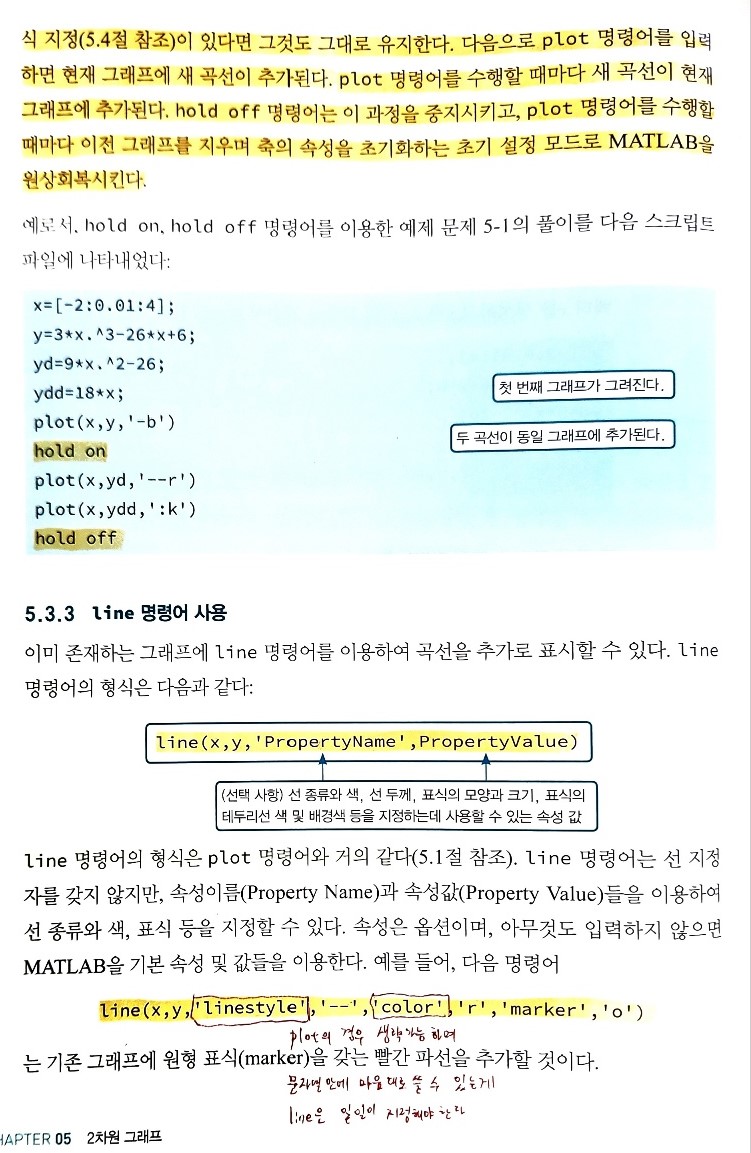 식 지정(5.4절 참조)이 있다면 그것도 그대로 유지한다. 다음으로 plot 명령어를 입력
하면 현재 그래프에 새 곡선이 추가된다. plot 명령어를 수행할 때마다 새 곡선이 현재
그래프에 추가된다. hold off 명령어는 이 과정을 중지시키고, plot 명령어를 수행할
때마다 이전 그래프를 지우며 축의 속성을 초기화하는 초기 설정 모드로 MATLAB을
원상회복시킨다.
예로서, hold on, hold off 명령어를 이용한 예제 문제 5-1의 풀이를 다음 스크립트
파일에 나타내었다:
x=[-2:0.01:4];
y=3*x.^3-26*x+6;
yd=9*x.^2-26;
ydd=18*x;
첫 번째 그래프가 그려진다.
plot(x,y,'-b')
두 곡선이 동일 그래프에 추가된다.
hold on
plot(x,yd,'--r')
plot(x,ydd,':k')
hold off
5.3.3 line 명령어 사용
이미 존재하는 그래프에 line 명령어를 이용하여 곡선을 추가로 표시할 수 있다. line
명령어의 형식은 다음과 같다:
line(x,y,'PropertyName',PropertyValue)
(선택 사항) 선 종류와 색, 선 두께, 표식의 모양과 크기, 표식의
테두리선 색 및 배경색 등을 지정하는데 사용할 수 있는 속성 값
line 명령어의 형식은 plot 명령어와 거의 같다(5.1절 참조). line 명령어는 선 지정
자를 갖지 않지만, 속성이름(Property Name)과 속성값(Property Value)들을 이용하여
선 종류와 색, 표식 등을 지정할 수 있다. 속성은 옵션이며, 아무것도 입력하지 않으면
MATLAB을 기본 속성 및 값들을 이용한다. 예를 들어, 다음 명령어
line(x,y,'linestyle','--','color','r','marker','o')
plot의 경우 생략가능하며
는 기존 그래프에 원형 표식(marker)을 갖는 빨간 파선을 추가할 것이다.
문자열 안에 마음대로 쓸 수 있는게
line은 일일이 지정해야 한다
HAPTER 05 2차원 그래프